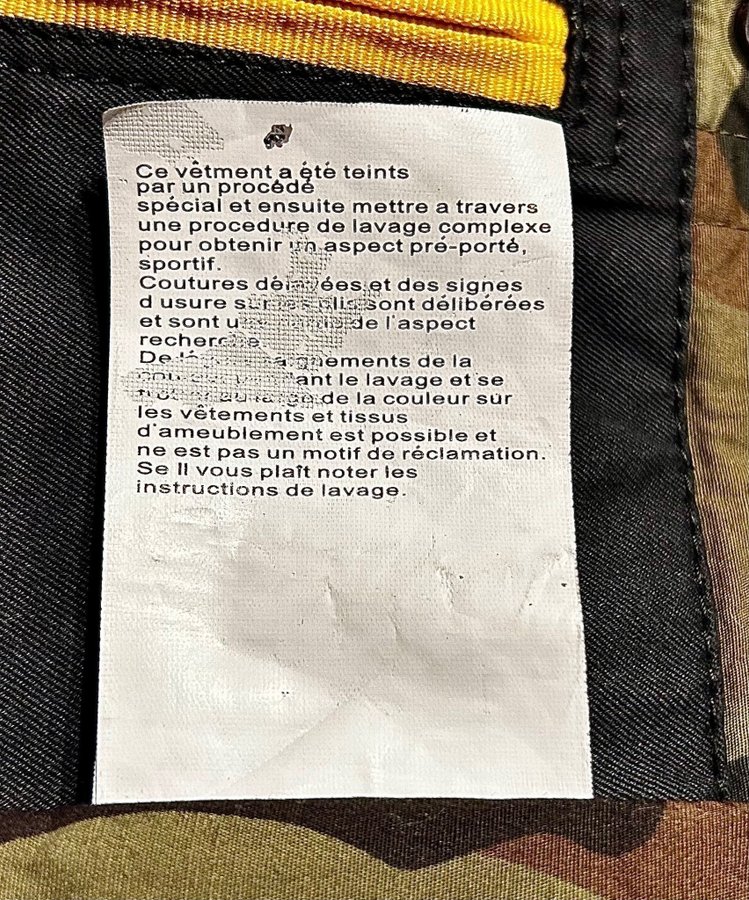 Ce vêtment a été teints
par un procédé
spécial et ensuite mettre a travers
une procedure de lavage complexe
pour obtenir un aspect pré-porté,
sportif.
Coutures et des signes
d usure sont délibérées
et sont de l'aspect
De la
le lavage et se
de la couleur sur
les vêtements et tissus
d'ameublement est possible et
ne est pas un motif de réclamation.
Se Il vous plaît noter les
instructions de lavage.